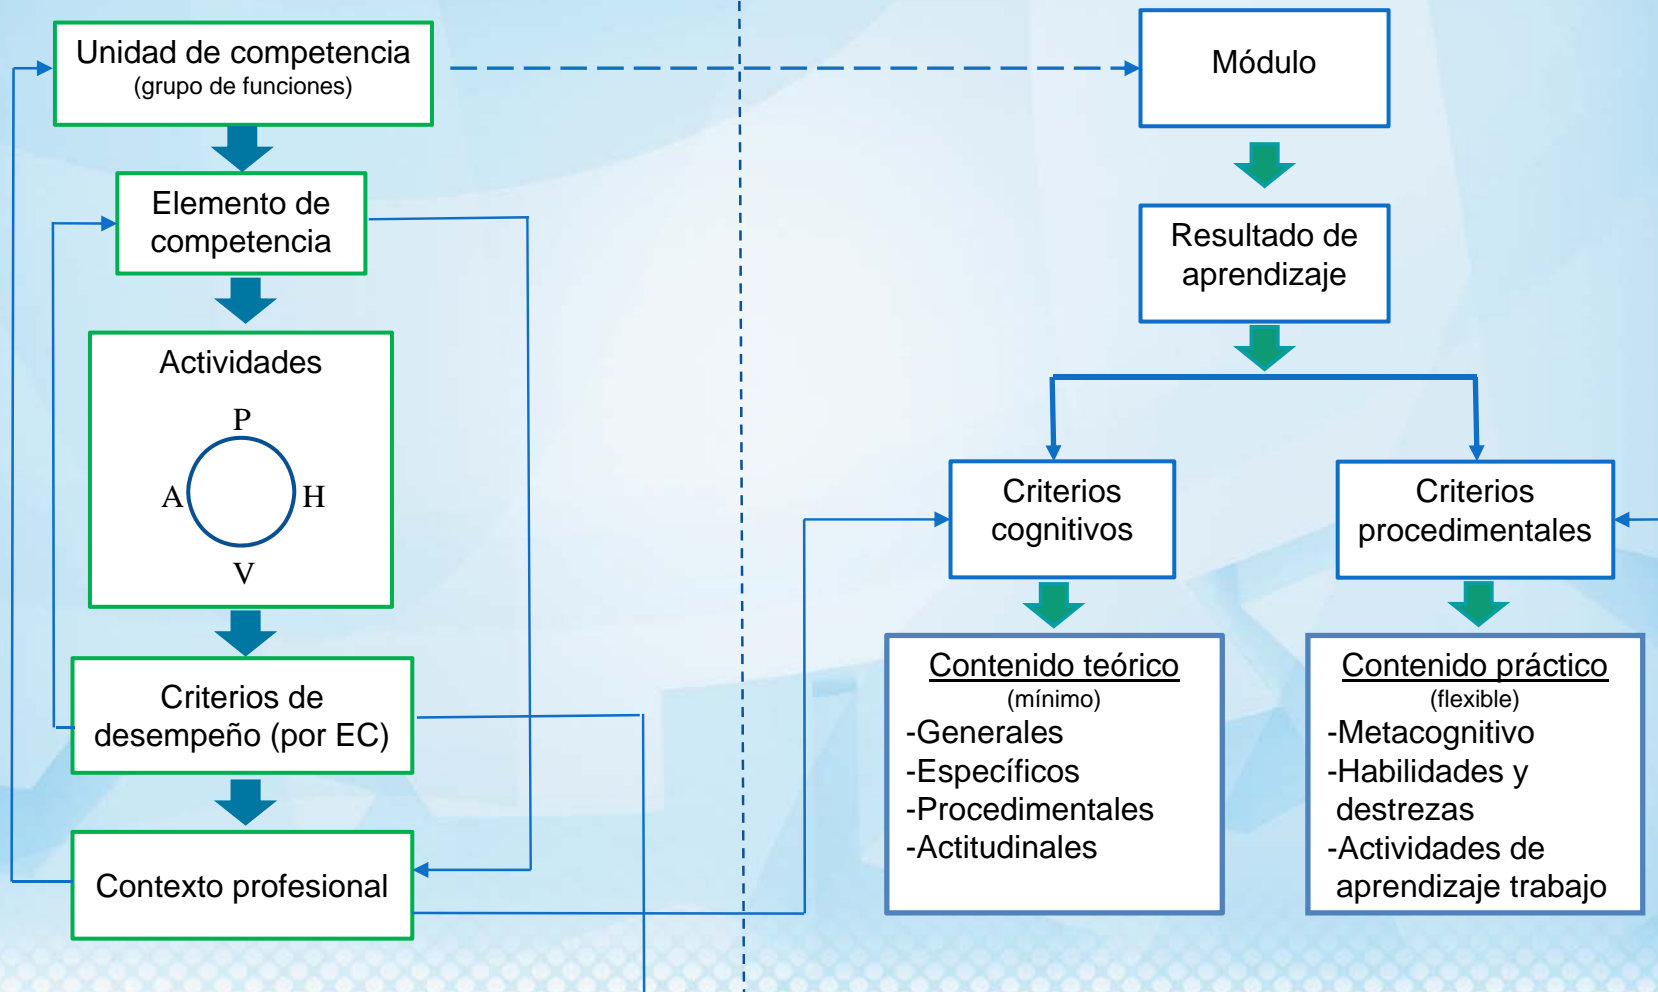 Unidad de competencia
(grupo de funciones)
Elemento de
competencia
Actividades
P
A
H
V
Criterios de
desempeño (por EC)
Contexto profesional
Módulo
Resultado de
aprendizaje
Criterios
cognitivos
Contenido teórico
(mínimo)
-Generales
-Específicos
-Procedimentales
-Actitudinales
Criterios
procedimentales
Contenido práctico
(flexible)
-Metacognitivo
-Habilidades y
destrezas
-Actividades de
aprendizaje trabajo